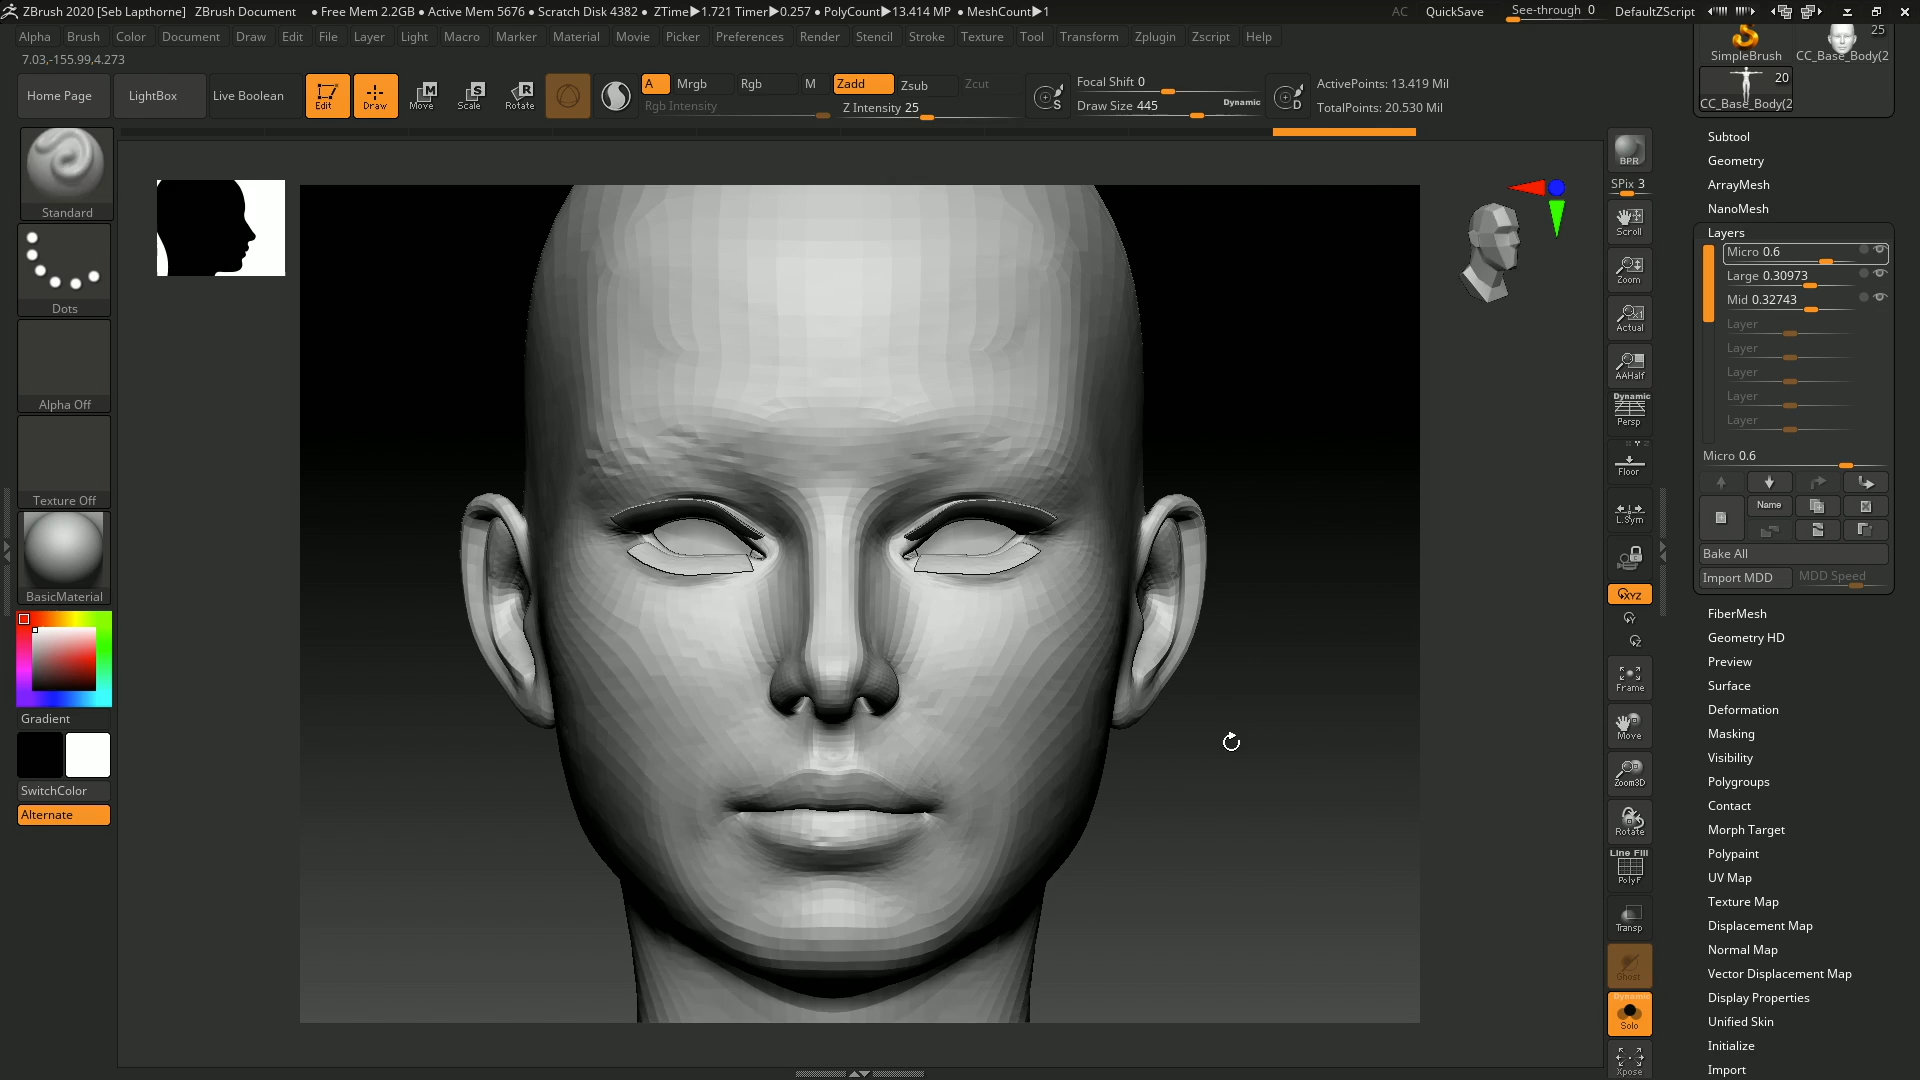 ZBrush 2020 [Seb Lapthorne] ZBrush Document • Free Mem 2.2GB • Active Mem 5676 • Scratch Disk 4382 • ZTime▶1.721 Timer▶0.257 • PolyCount▶13.414 MP • MeshCount▶1 AC QuickSave See-through 0 DefaultZScript
Alpha Brush Color Document Draw Edit File Layer Light Macro Marker Material Movie Picker Preferences Render Stencil Stroke Texture Tool Transform Zplugin Zscript Help
7.03,-155.99,4.273
Home Page LightBox Live Boolean Edit Draw Move Scale Rotate A Mrgb Rgb M Zadd Zsub Zcut
Rgb Intensity Z Intensity 25
Focal Shift 0
Draw Size 445 Dynamic
S
D
ActivePoints: 13.419 Mil
TotalPoints: 20.530 Mil
Standard
Dots
Alpha Off
Texture Off
BasicMaterial
Gradient
SwitchColor
Alternate
BPR
SPix 3
Scroll
Zoom
Actual
AAHalf
Dynamic
Persp
Floor
L.Sym
XYZ
Y
Z
Frame
Move
Zoom3D
Rotate
Line Fill
PolyF
Transp
Ghost
Dynamic
Solo
Xpose
25
SimpleBrush CC_Base_Body(2
20
CC_Base_Body(2
Subtool
Geometry
ArrayMesh
NanoMesh
Layers
Micro 0.6
Large 0.30973
Mid 0.32743
Layer
Layer
Layer
Layer
Layer
Micro 0.6
Name
Bake All
Import MDD MDD Speed
FiberMesh
Geometry HD
Preview
Surface
Deformation
Masking
Visibility
Polygroups
Contact
Morph Target
Polypaint
UV Map
Texture Map
Displacement Map
Normal Map
Vector Displacement Map
Display Properties
Unified Skin
Initialize
Import